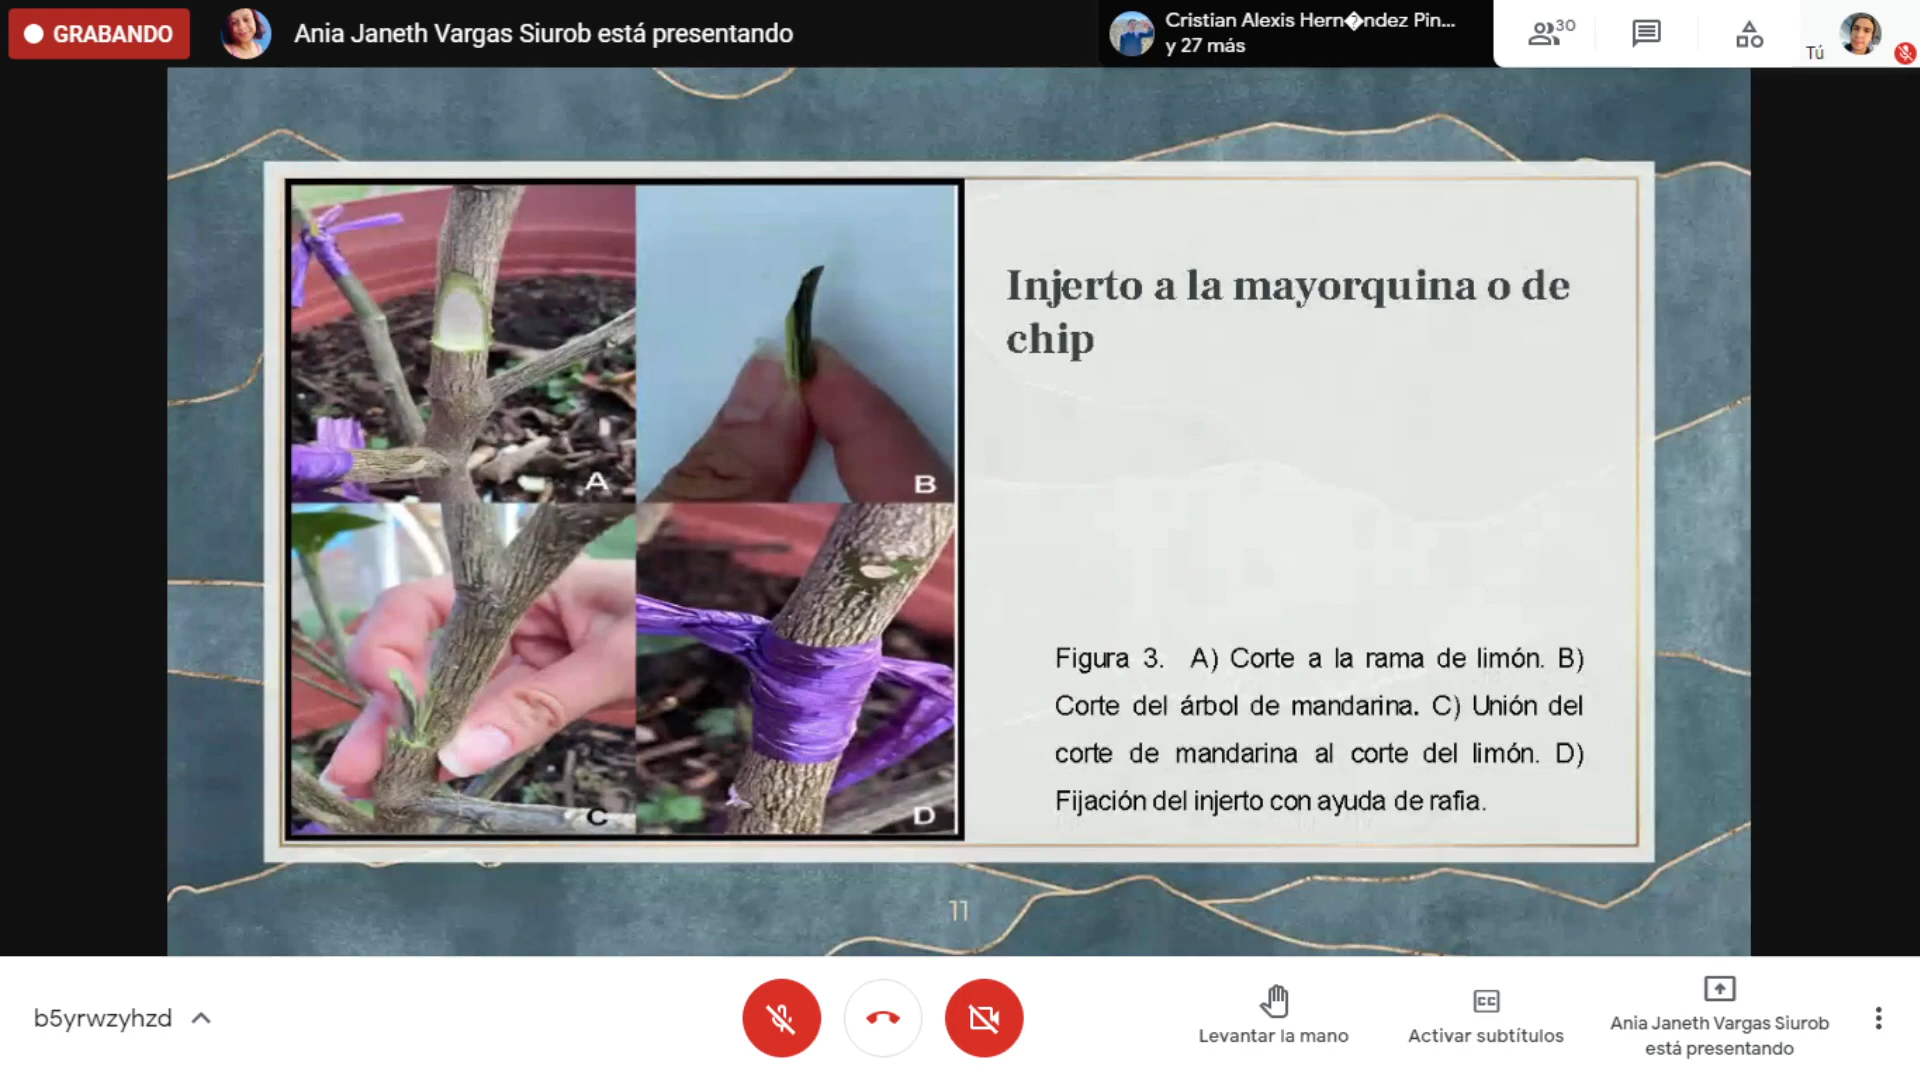 GRABANDO
Ania Janeth Vargas Siurob está presentando
Cristian Alexis Hern�ndez Pin...
y 27 más
30
Tú
A
B
C
D
Injerto a la mayorquina o de
chip
Figura 3. A) Corte a la rama de limón. B)
Corte del árbol de mandarina. C) Unión del
corte de mandarina al corte del limón. D)
Fijación del injerto con ayuda de rafia.
11
b5yrwzyhzd
Levantar la mano
CC
Activar subtítulos
Ania Janeth Vargas Siurob
está presentando